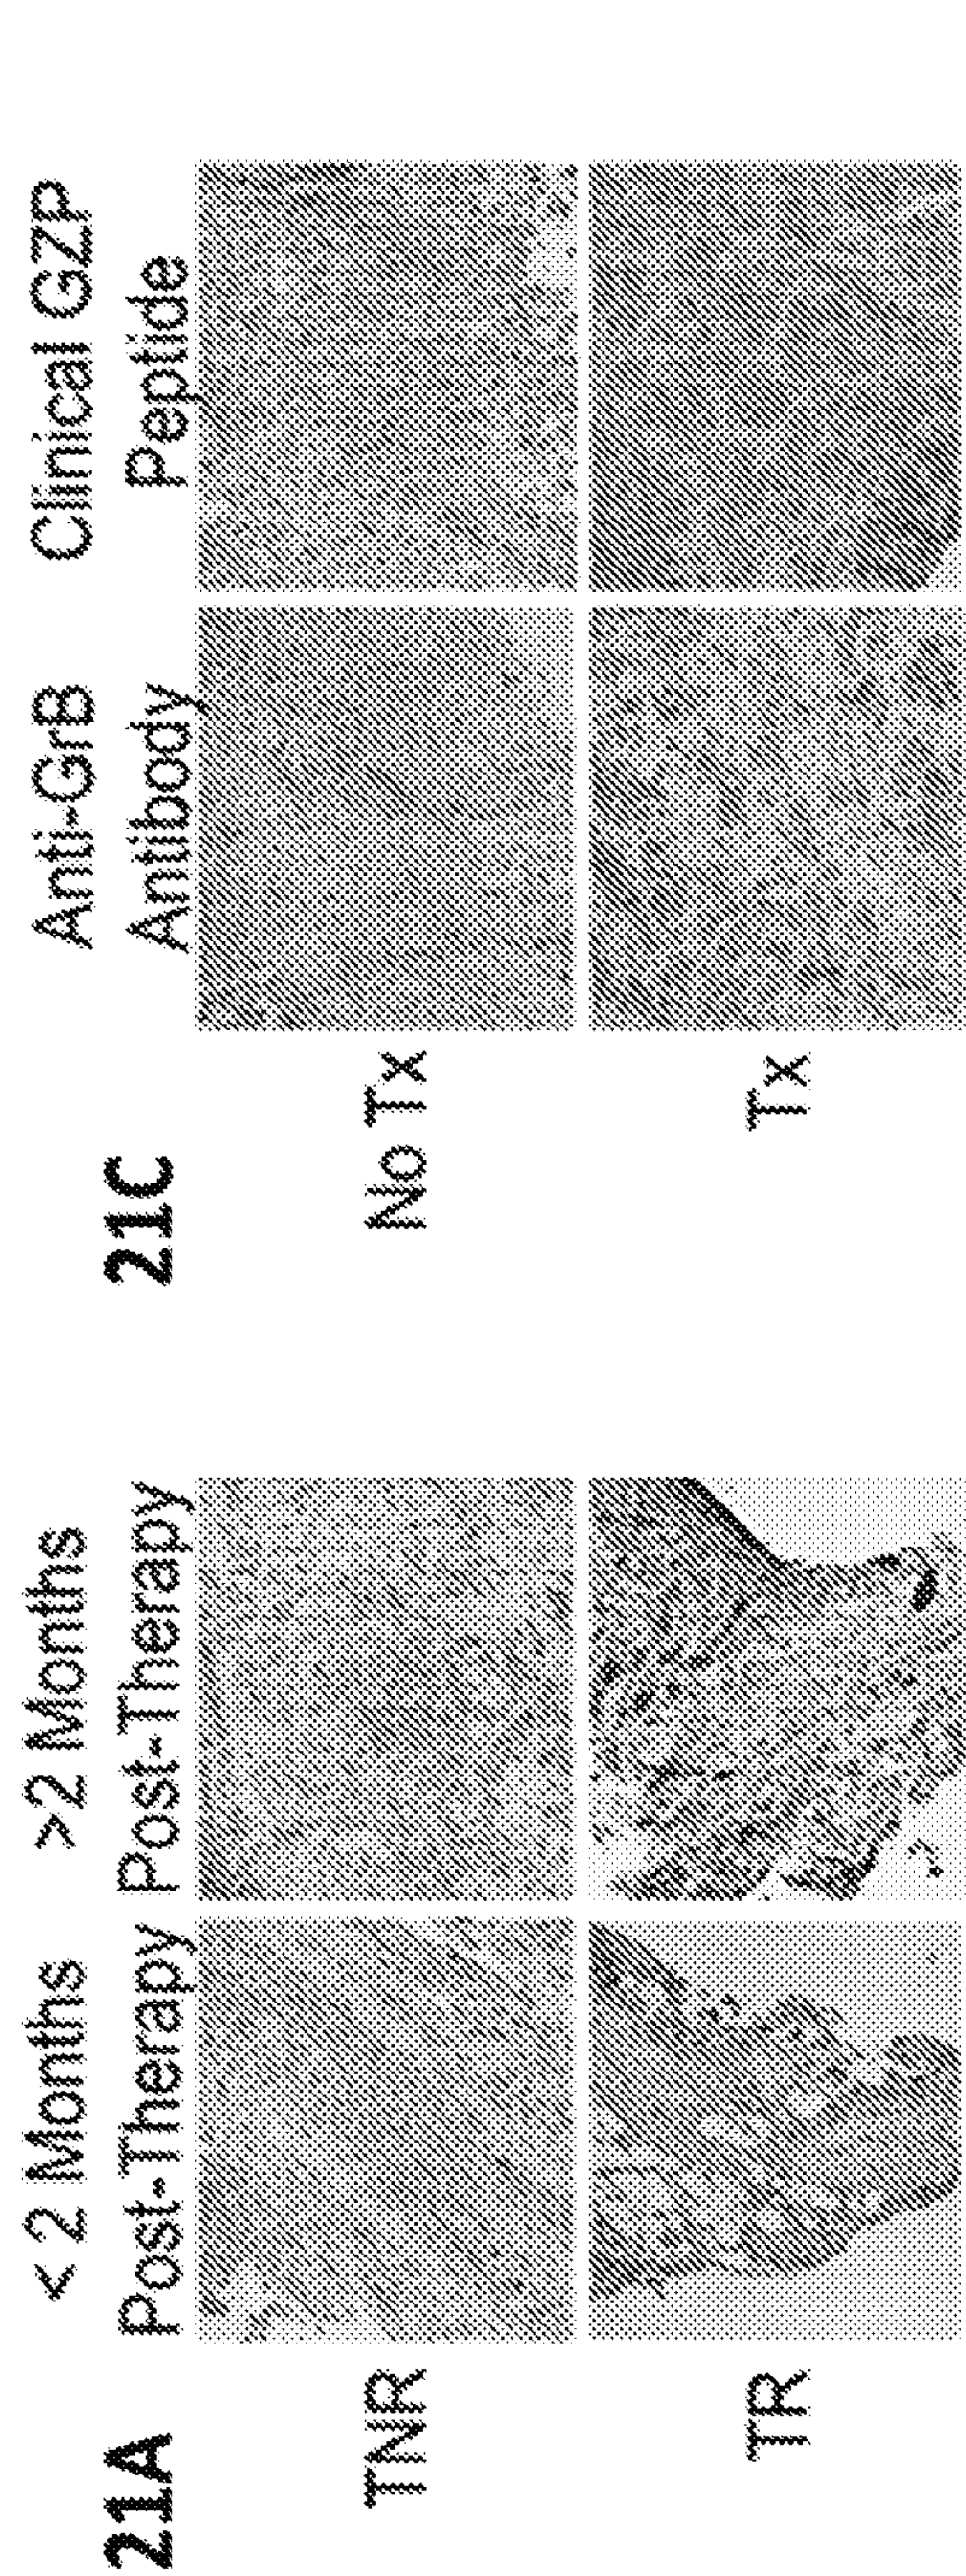 21A
< 2 Months
Post-Therapy
>2 Months
Post-Therapy
TNR
TR
21C
Anti-GrB
Antibody
Clinical GZP
Peptide
No Tx
Tx